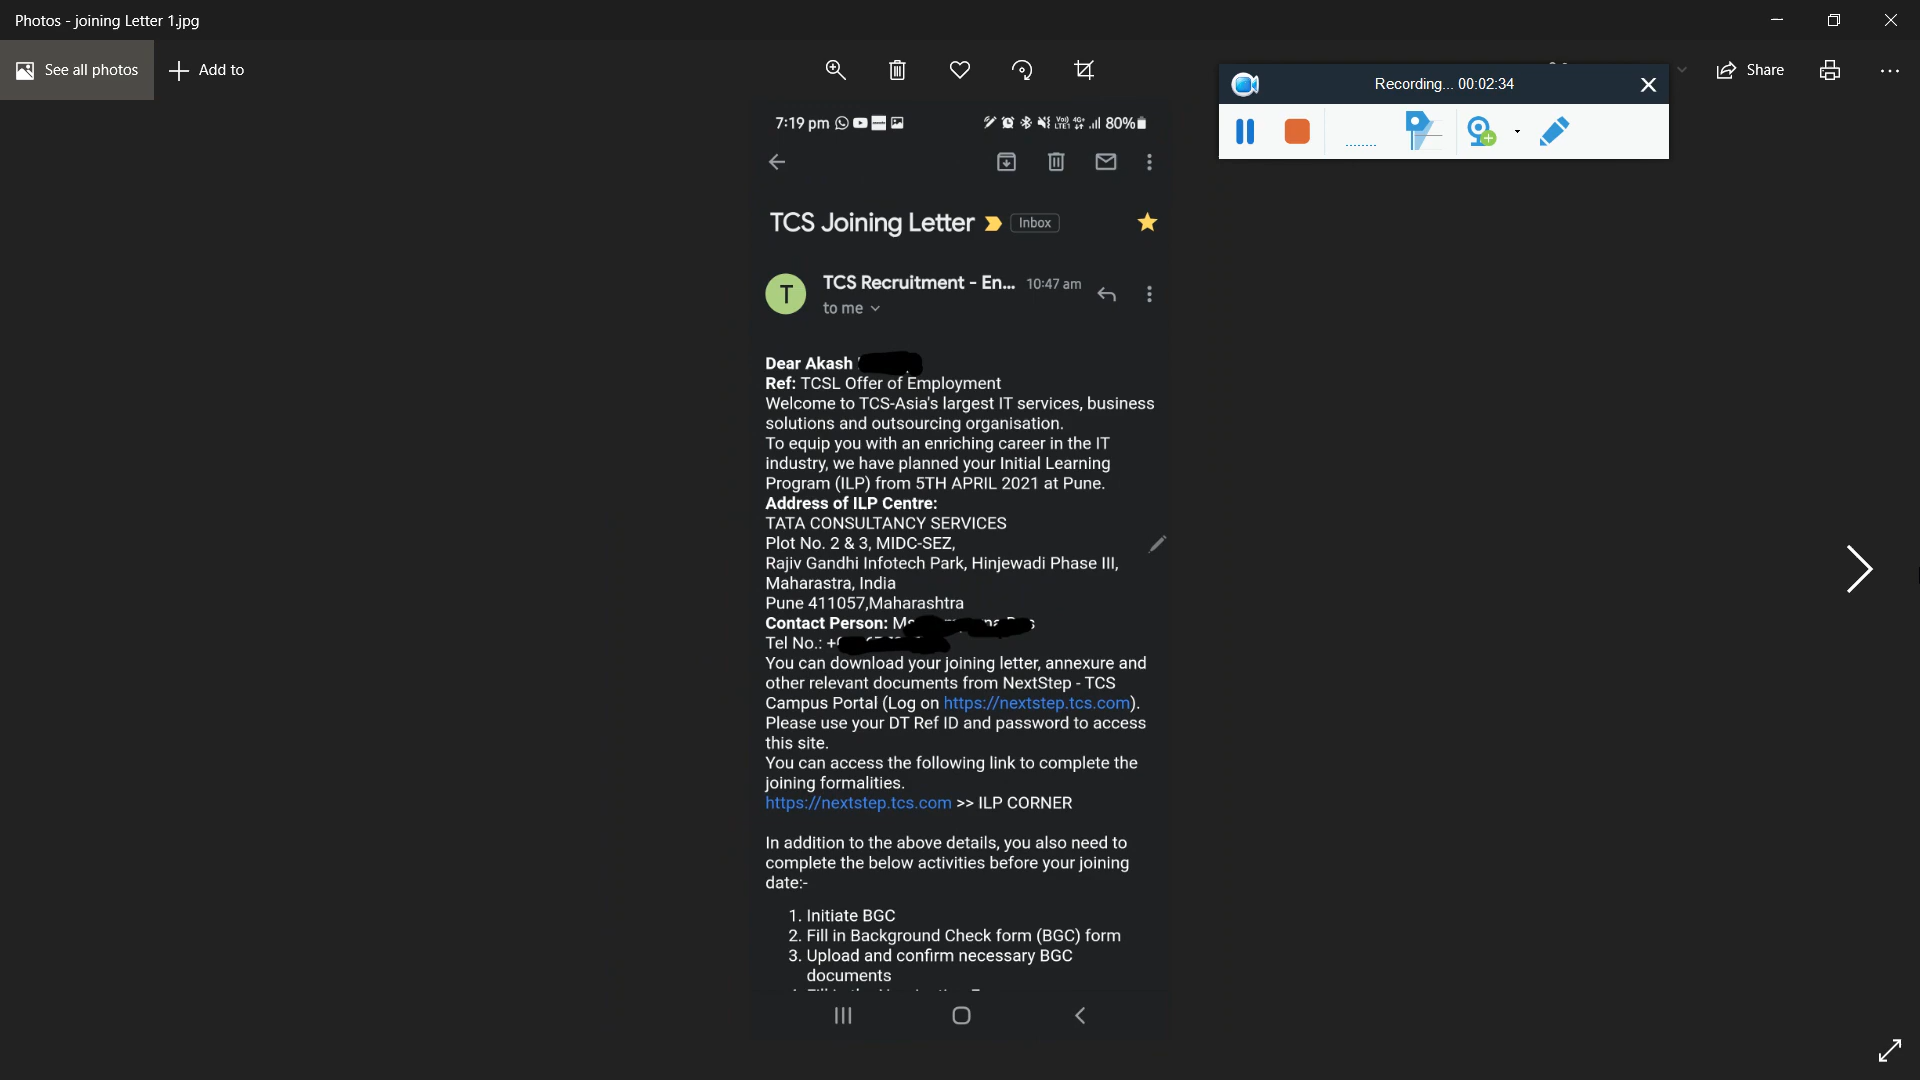 Photos - joining Letter 1.jpg
See all photos
Add to
Share
Recording... 00:02:34
7:19 pm
80%
TCS Joining Letter
Inbox
T
TCS Recruitment - En...
10:47 am
to me
Dear Akash
Ref: TCSL Offer of Employment
Welcome to TCS-Asia's largest IT services, business
solutions and outsourcing organisation.
To equip you with an enriching career in the IT
industry, we have planned your Initial Learning
Program (ILP) from 5TH APRIL 2021 at Pune.
Address of ILP Centre:
TATA CONSULTANCY SERVICES
Plot No. 2 & 3, MIDC-SEZ,
Rajiv Gandhi Infotech Park, Hinjewadi Phase III,
Maharastra, India
Pune 411057,Maharashtra
Contact Person:
Tel No.: +
You can download your joining letter, annexure and
other relevant documents from NextStep - TCS
Campus Portal (Log on https://nextstep.tcs.com).
Please use your DT Ref ID and password to access
this site.
You can access the following link to complete the
joining formalities.
https://nextstep.tcs.com >> ILP CORNER
In addition to the above details, you also need to
complete the below activities before your joining
date:-
1. Initiate BGC
2. Fill in Background Check form (BGC) form
3. Upload and confirm necessary BGC
documents